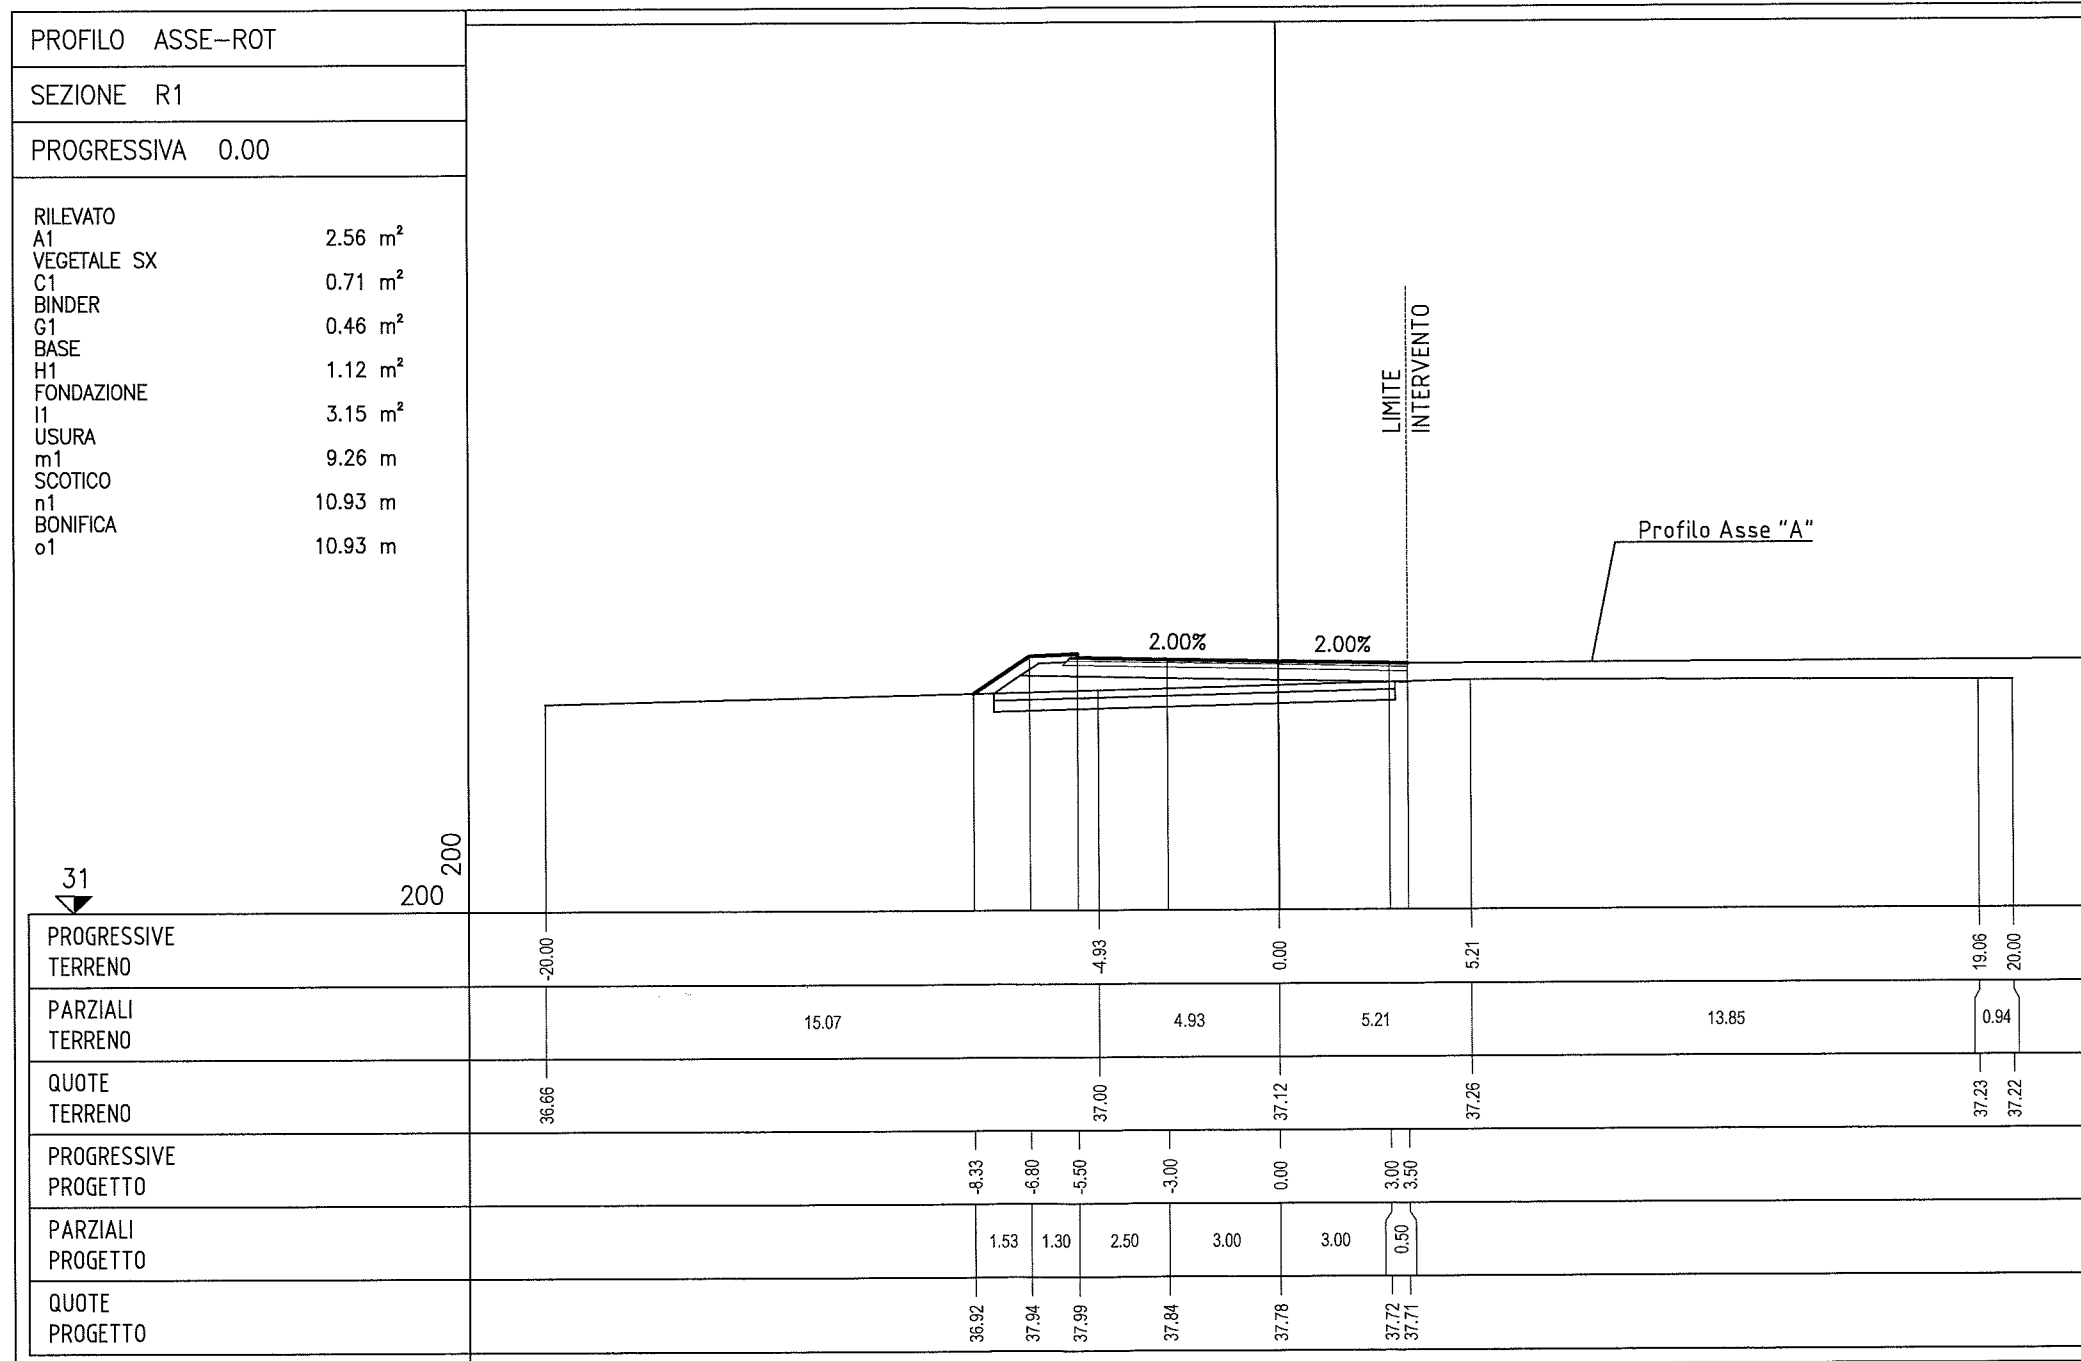 PROFILO ASSE-ROT
SEZIONE R1
PROGRESSIVA 0.00
RILEVATO
A1 2.56 m²
VEGETALE SX
C1 0.71 m²
BINDER
G1 0.46 m²
BASE
H1 1.12 m²
FONDAZIONE
I1 3.15 m²
USURA
m1 9.26 m
SCOTICO
n1 10.93 m
BONIFICA
o1 10.93 m
LIMITE
INTERVENTO
Profilo Asse "A"
2.00% 2.00%
200
31
200
PROGRESSIVE
TERRENO
-20.00 -4.93 0.00 5.21 19.06 20.00
PARZIALI
TERRENO
15.07 4.93 5.21 13.85 0.94
QUOTE
TERRENO
36.66 37.00 37.12 37.26 37.23 37.22
PROGRESSIVE
PROGETTO
-8.33 -6.80 -5.50 -3.00 0.00 3.00 3.50
PARZIALI
PROGETTO
1.53 1.30 2.50 3.00 3.00 0.50
QUOTE
PROGETTO
36.92 37.94 37.99 37.84 37.78 37.72 37.71